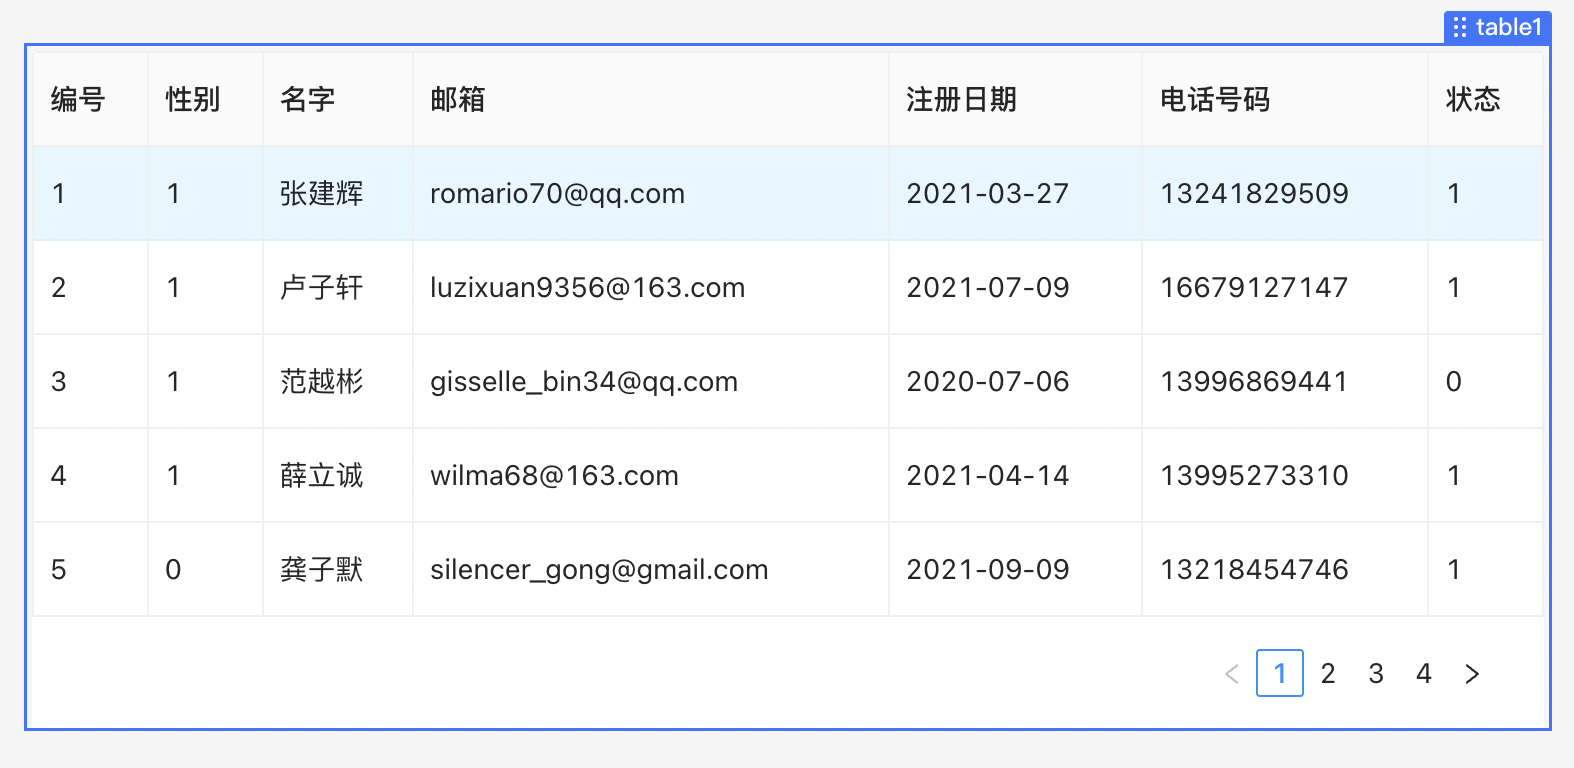 table1
编号 性别 名字 邮箱 注册日期 电话号码 状态
1 1 张建辉 romario70@qq.com 2021-03-27 13241829509 1
2 1 卢子轩 luzixuan9356@163.com 2021-07-09 16679127147 1
3 1 范越彬 gisselle_bin34@qq.com 2020-07-06 13996869441 0
4 1 薛立诚 wilma68@163.com 2021-04-14 13995273310 1
5 0 龚子默 silencer_gong@gmail.com 2021-09-09 13218454746 1
< 1 2 3 4 >